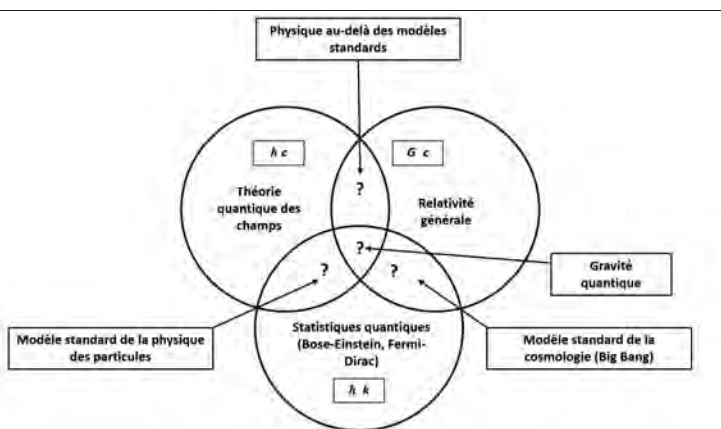 Physique au-delà des modèles
standards
h c
G c
?
Théorie
quantique des
champs
Relativité
générale
?
?
?
Gravité
quantique
Modèle standard de la physique
des particules
Statistiques quantiques
(Bose-Einstein, Fermi-
Dirac)
Modèle standard de la
cosmologie (Big Bang)
h k